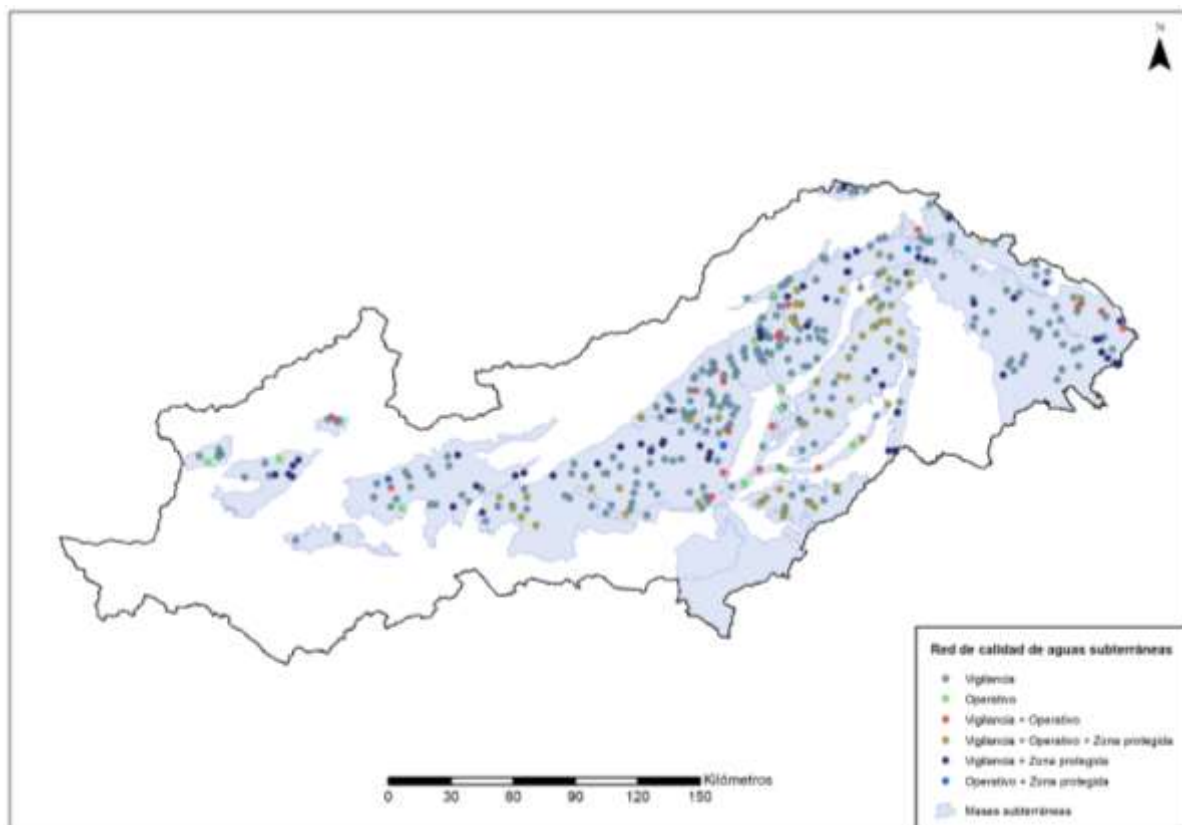 N
Red de calidad de aguas subterráneas
Vigilancia
Operativo
Vigilancia + Operativo
Vigilancia + Operativo + Zona protegida
Vigilancia + Zona protegida
Operativo + Zona protegida
Masas subterráneas
Kilómetros
0 30 60 90 120 150